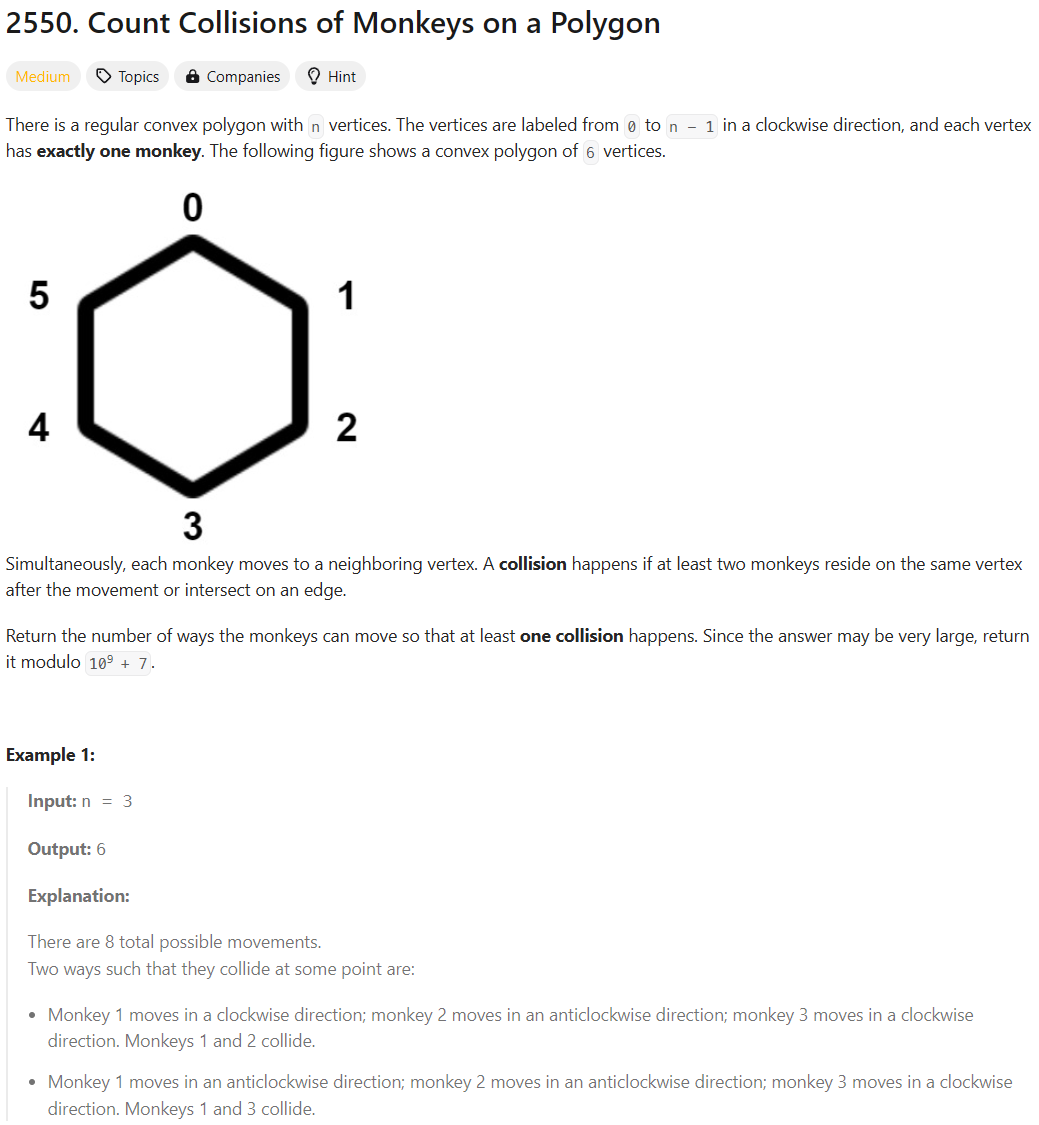 2550. Count Collisions of Monkeys on a Polygon
Medium Topics Companies Hint
There is a regular convex polygon with n vertices. The vertices are labeled from 0 to n - 1 in a clockwise direction, and each vertex
has exactly one monkey. The following figure shows a convex polygon of 6 vertices.
0
5 1
4 2
3
Simultaneously, each monkey moves to a neighboring vertex. A collision happens if at least two monkeys reside on the same vertex
after the movement or intersect on an edge.
Return the number of ways the monkeys can move so that at least one collision happens. Since the answer may be very large, return
it modulo 10⁹ + 7.
Example 1:
Input: n = 3
Output: 6
Explanation:
There are 8 total possible movements.
Two ways such that they collide at some point are:
• Monkey 1 moves in a clockwise direction; monkey 2 moves in an anticlockwise direction; monkey 3 moves in a clockwise
direction. Monkeys 1 and 2 collide.
• Monkey 1 moves in an anticlockwise direction; monkey 2 moves in an anticlockwise direction; monkey 3 moves in a clockwise
direction. Monkeys 1 and 3 collide.